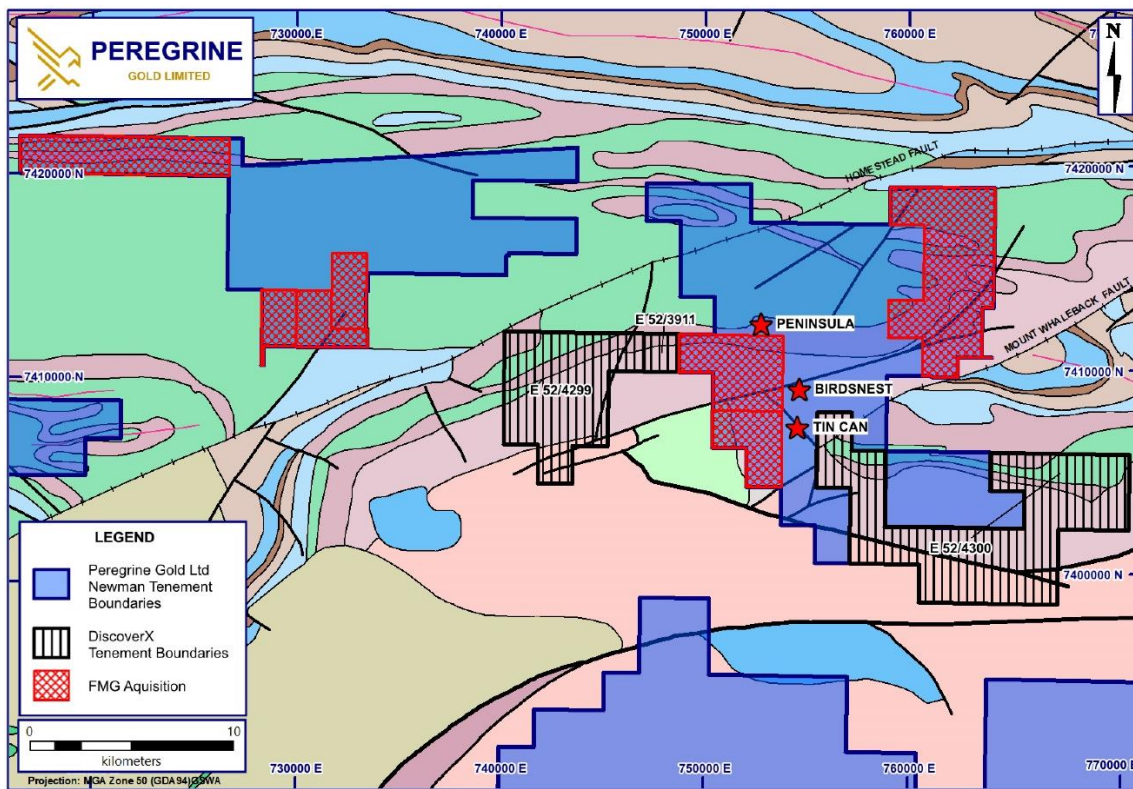 730000 E
740000 E
750000 E
760000 E
PEREGRINE
GOLD LIMITED
N
7420000 N
7420000 N
HOMESTEAD FAULT
E 52/3911
PENINSULA
MOUNT WHALEBACK FAULT
7410000 N
7410000 N
E 52/4299
BIRDSNEST
TIN CAN
LEGEND
Peregrine Gold Ltd
Newman Tenement
Boundaries
DiscoverX
Tenement Boundaries
FMG Aquisition
E 52/4300
7400000 N
0
10
kilometers
Projection: MGA Zone 50 (GDA94)GSWA
730000 E
740000 E
750000 E
760000 E
770000 E